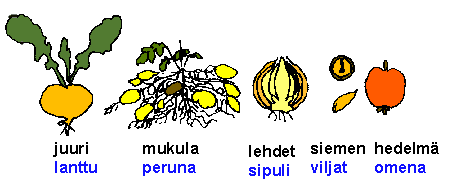 juuri mukula lehdet siemen hedelmä
lanttu peruna sipuli viljat omena